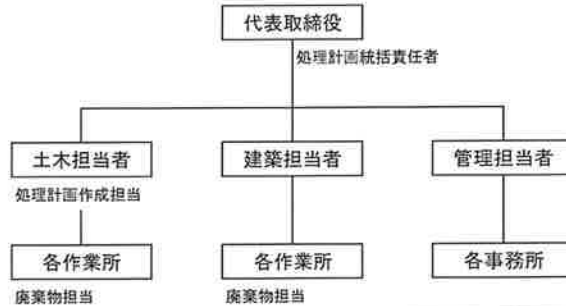 代表取締役
処理計画統括責任者
土木担当者
建築担当者
管理担当者
処理計画作成担当
各作業所
各作業所
各事務所
廃棄物担当
廃棄物担当